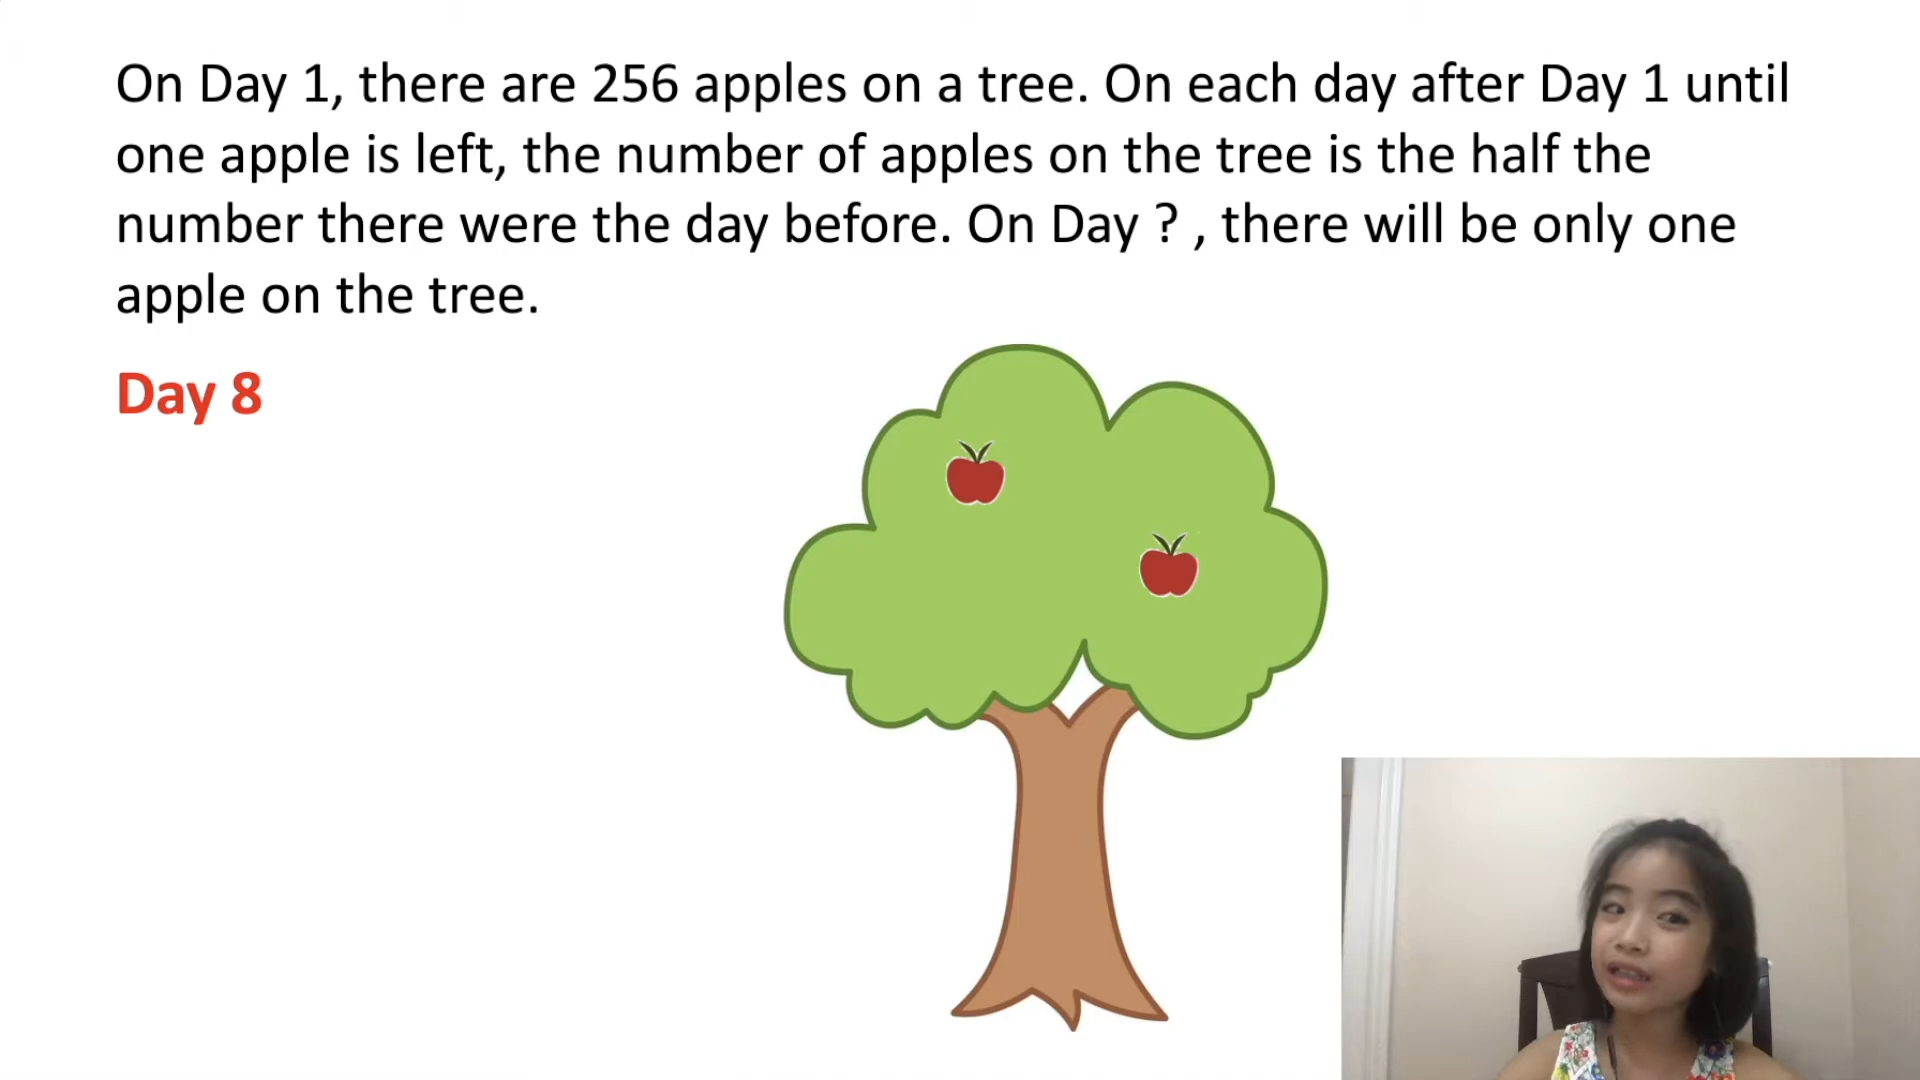 On Day 1, there are 256 apples on a tree. On each day after Day 1 until
one apple is left, the number of apples on the tree is the half the
number there were the day before. On Day ? , there will be only one
apple on the tree.
Day 8